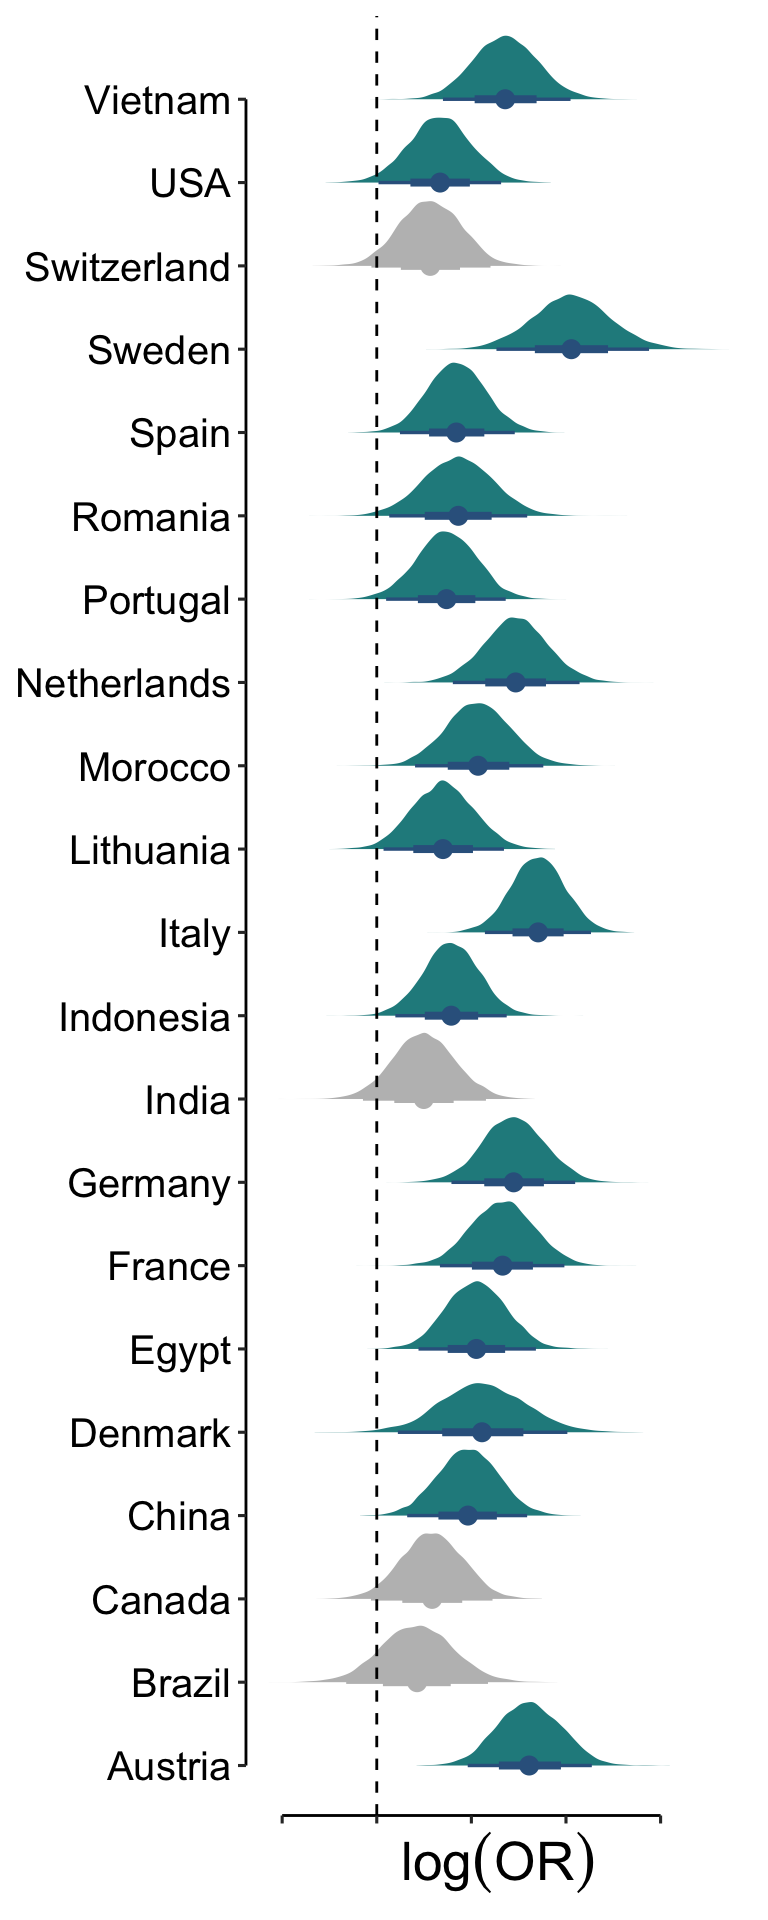 Vietnam
USA
Switzerland
Sweden
Spain
Romania
Portugal
Netherlands
Morocco
Lithuania
Italy
Indonesia
India
Germany
France
Egypt
Denmark
China
Canada
Brazil
Austria
log(OR)